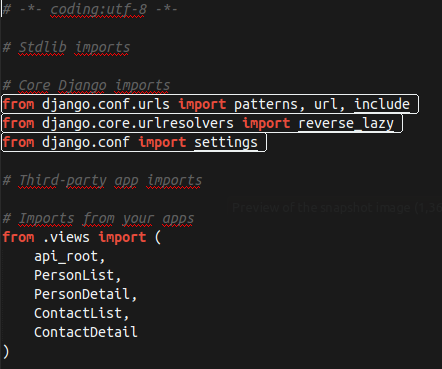 # -*- coding:utf-8 -*-
# Stdlib imports
# Core Django imports
from django.conf.urls import patterns, url, include
from django.core.urlresolvers import reverse_lazy
from django.conf import settings
# Third-party app imports
Preview of the snapshot image (1,36
# Imports from your apps
from .views import (
    api_root,
    PersonList,
    PersonDetail,
    ContactList,
    ContactDetail
)